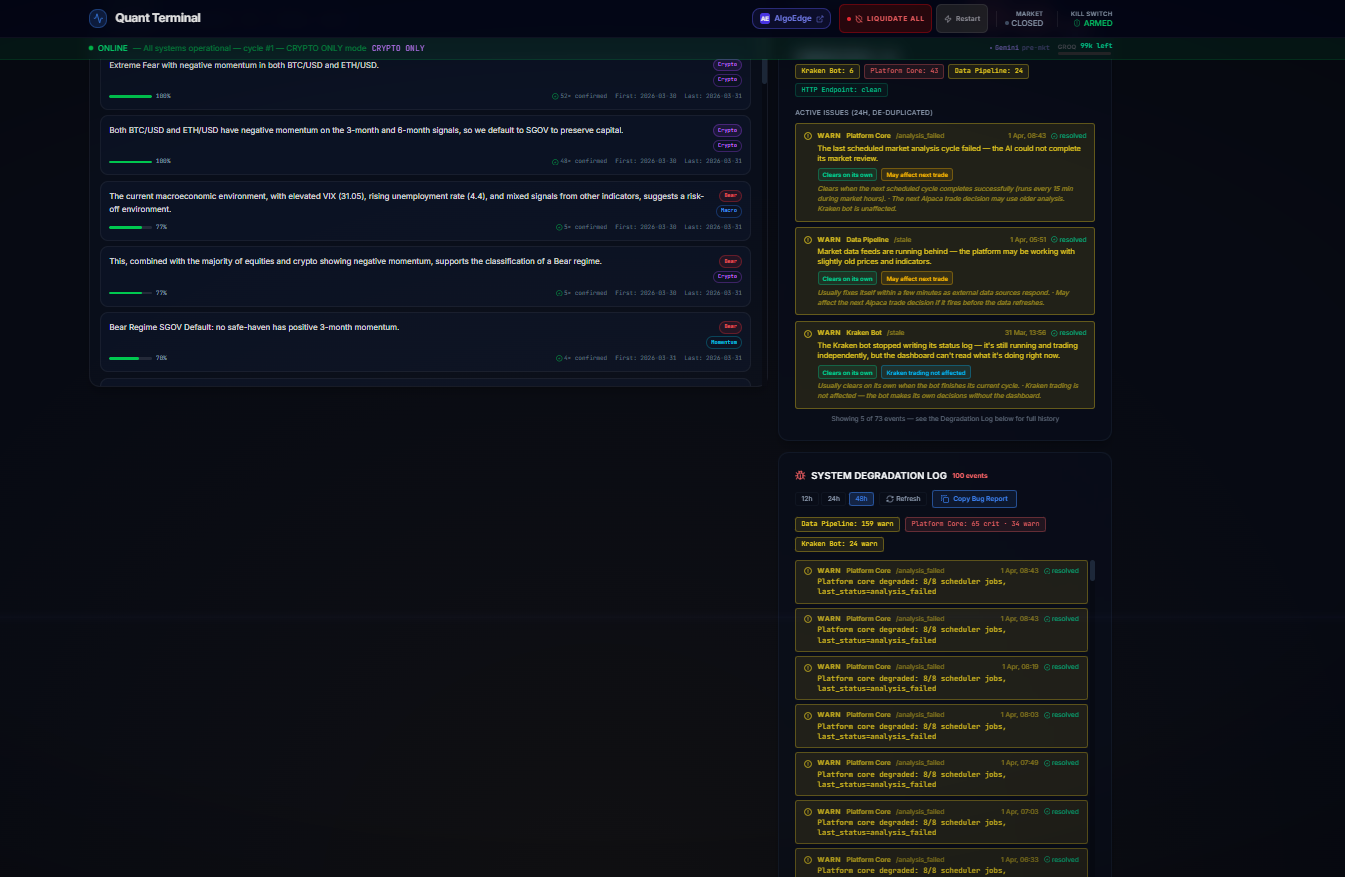 Quant Terminal
AE AlgoEdge
LIQUIDATE ALL
Restart
MARKET
CLOSED
KILL SWITCH
ARMED
ONLINE — All systems operational — cycle #1 — CRYPTO ONLY mode CRYPTO ONLY
Gemini pre-mkt
GROQ 99% left
Extreme Fear with negative momentum in both BTC/USD and ETH/USD.
Crypto
Crypto
100%
52× confirmed First: 2026-03-30 Last: 2026-03-31
Both BTC/USD and ETH/USD have negative momentum on the 3-month and 6-month signals, so we default to SGOV to preserve capital.
Crypto
Crypto
100%
48× confirmed First: 2026-03-30 Last: 2026-03-31
The current macroeconomic environment, with elevated VIX (31.05), rising unemployment rate (4.4), and mixed signals from other indicators, suggests a risk-
off environment.
Bear
Macro
77%
5× confirmed First: 2026-03-30 Last: 2026-03-31
This, combined with the majority of equities and crypto showing negative momentum, supports the classification of a Bear regime.
Bear
Crypto
77%
5× confirmed First: 2026-03-30 Last: 2026-03-31
Bear Regime SGOV Default: no safe-haven has positive 3-month momentum.
Bear
Momentum
70%
4× confirmed First: 2026-03-31 Last: 2026-03-31
Kraken Bot: 6
Platform Core: 43
Data Pipeline: 24
HTTP Endpoint: clean
ACTIVE ISSUES (24H, DE-DUPLICATED)
WARN Platform Core /analysis_failed 1 Apr, 08:43 resolved
The last scheduled market analysis cycle failed — the AI could not complete
its market review.
Clears on its own
May affect next trade
Clears when the next scheduled cycle completes successfully (runs every 15 min
during market hours). · The next Alpaca trade decision may use older analysis.
Kraken bot is unaffected.
WARN Data Pipeline /stale 1 Apr, 05:51 resolved
Market data feeds are running behind — the platform may be working with
slightly old prices and indicators.
Clears on its own
May affect next trade
Usually fixes itself within a few minutes as external data sources respond. · May
affect the next Alpaca trade decision if it fires before the data refreshes.
WARN Kraken Bot /stale 31 Mar, 13:56 resolved
The Kraken bot stopped writing its status log — it's still running and trading
independently, but the dashboard can't read what it's doing right now.
Clears on its own
Kraken trading not affected
Usually clears on its own when the bot finishes its current cycle. · Kraken trading is
not affected — the bot makes its own decisions without the dashboard.
Showing 5 of 73 events — see the Degradation Log below for full history
SYSTEM DEGRADATION LOG 100 events
12h
24h
48h
Refresh
Copy Bug Report
Data Pipeline: 159 warn
Platform Core: 65 crit · 34 warn
Kraken Bot: 24 warn
WARN Platform Core /analysis_failed 1 Apr, 08:43 resolved
Platform core degraded: 8/8 scheduler jobs,
last_status=analysis_failed
WARN Platform Core /analysis_failed 1 Apr, 08:43 resolved
Platform core degraded: 8/8 scheduler jobs,
last_status=analysis_failed
WARN Platform Core /analysis_failed 1 Apr, 08:19 resolved
Platform core degraded: 8/8 scheduler jobs,
last_status=analysis_failed
WARN Platform Core /analysis_failed 1 Apr, 08:03 resolved
Platform core degraded: 8/8 scheduler jobs,
last_status=analysis_failed
WARN Platform Core /analysis_failed 1 Apr, 07:49 resolved
Platform core degraded: 8/8 scheduler jobs,
last_status=analysis_failed
WARN Platform Core /analysis_failed 1 Apr, 07:03 resolved
Platform core degraded: 8/8 scheduler jobs,
last_status=analysis_failed
WARN Platform Core /analysis_failed 1 Apr, 06:33 resolved
Platform core degraded: 8/8 scheduler jobs,